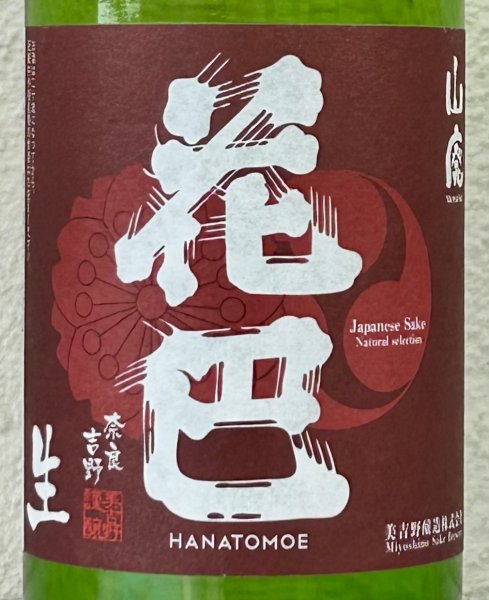 花巴
山廃
Japanese Sake
Natural selection
奈良
吉野
生
HANATOMOE
美吉野醸造株式会社
Miyoshino Sake Brewery